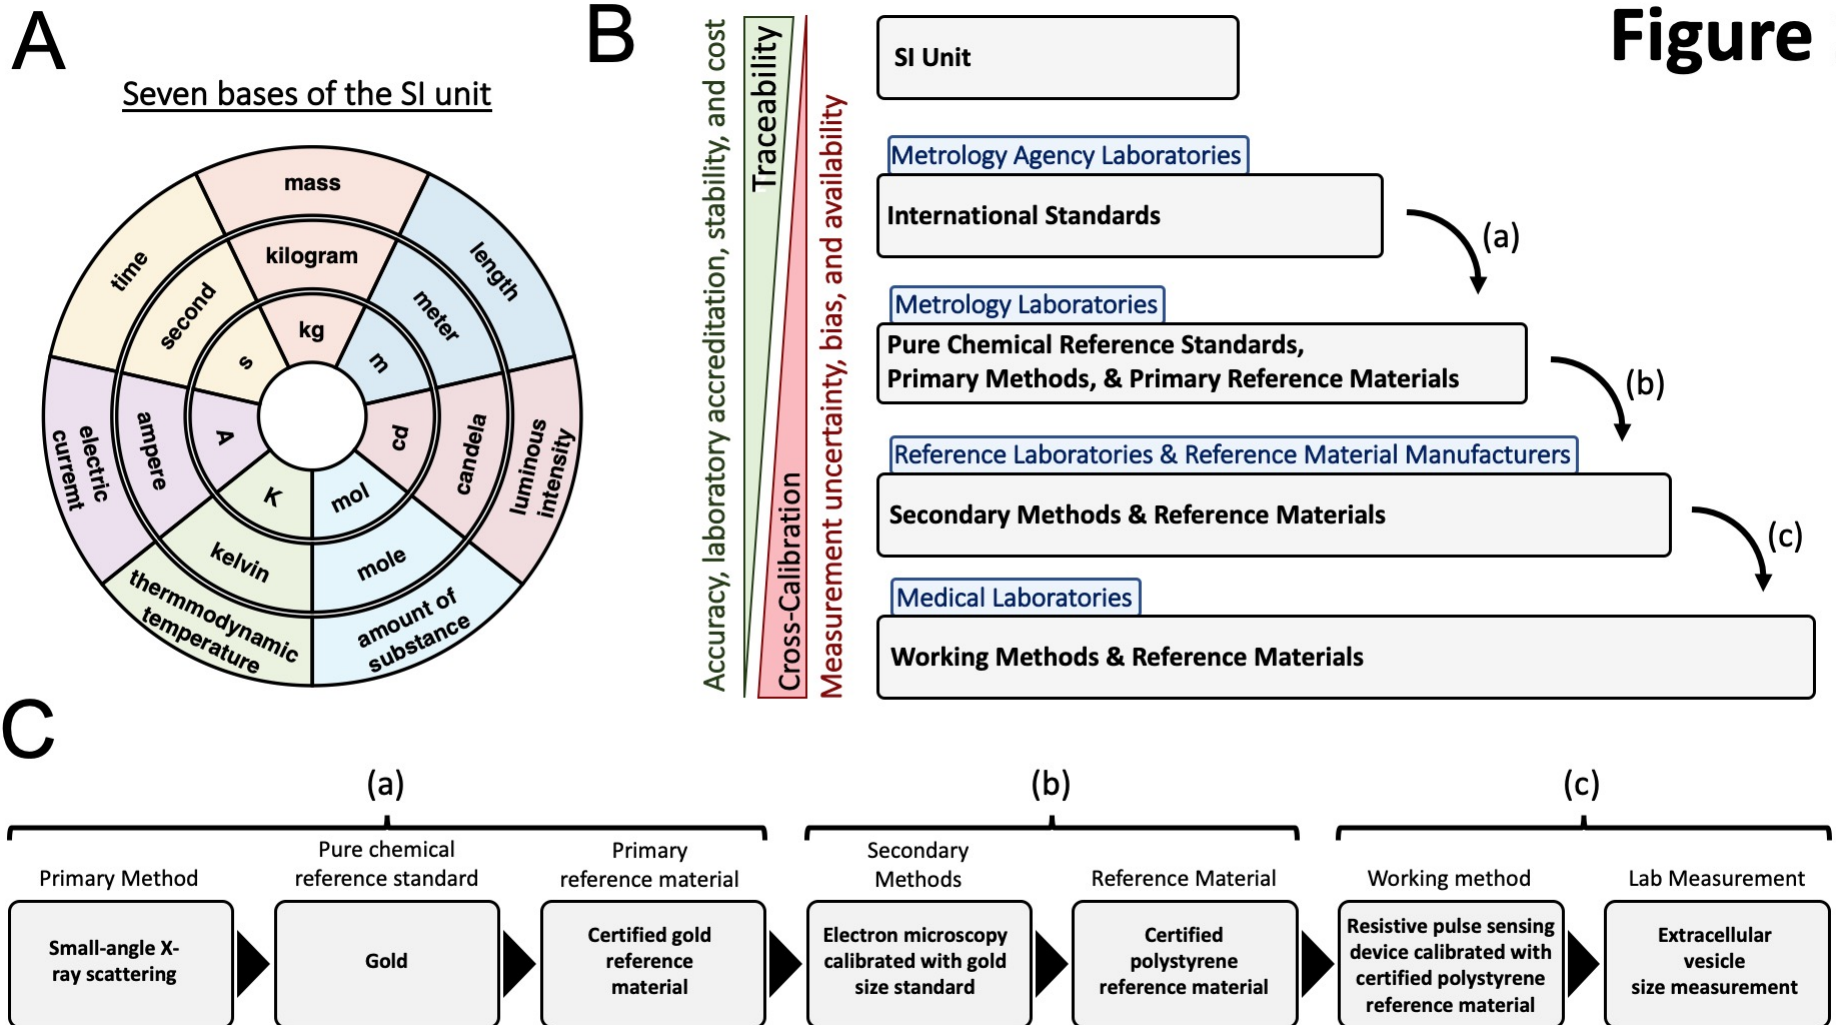 A
Seven bases of the SI unit
mass
length
luminous
intensity
amount of
substance
thermmodynamic
temperature
electric
curremt
time
kilogram
meter
candela
mole
kelvin
ampere
second
kg
m
cd
mol
K
A
s
B
Figure
Accuracy, laboratory accreditation, stability, and cost
Traceability
Cross-Calibration
Measurement uncertainty, bias, and availability
SI Unit
Metrology Agency Laboratories
International Standards
(a)
Metrology Laboratories
Pure Chemical Reference Standards,
Primary Methods, & Primary Reference Materials
(b)
Reference Laboratories & Reference Material Manufacturers
Secondary Methods & Reference Materials
(c)
Medical Laboratories
Working Methods & Reference Materials
C
(a)
(b)
(c)
Primary Method
Small-angle X-
ray scattering
Pure chemical
reference standard
Gold
Primary
reference material
Certified gold
reference
material
Secondary
Methods
Electron microscopy
calibrated with gold
size standard
Reference Material
Certified
polystyrene
reference material
Working method
Resistive pulse sensing
device calibrated with
certified polystyrene
reference material
Lab Measurement
Extracellular
vesicle
size measurement